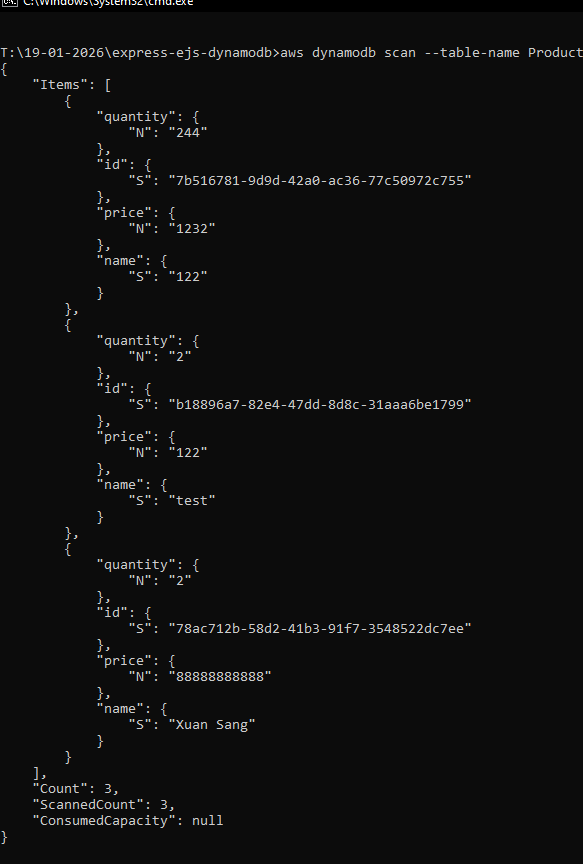 C:\Windows\System32\cmd.exe
T:\19-01-2026\express-ejs-dynamodb>aws dynamodb scan --table-name Product
{
    "Items": [
        {
            "quantity": {
                "N": "244"
            },
            "id": {
                "S": "7b516781-9d9d-42a0-ac36-77c50972c755"
            },
            "price": {
                "N": "1232"
            },
            "name": {
                "S": "122"
            }
        },
        {
            "quantity": {
                "N": "2"
            },
            "id": {
                "S": "b18896a7-82e4-47dd-8d8c-31aaa6be1799"
            },
            "price": {
                "N": "122"
            },
            "name": {
                "S": "test"
            }
        },
        {
            "quantity": {
                "N": "2"
            },
            "id": {
                "S": "78ac712b-58d2-41b3-91f7-3548522dc7ee"
            },
            "price": {
                "N": "88888888888"
            },
            "name": {
                "S": "Xuan Sang"
            }
        }
    ],
    "Count": 3,
    "ScannedCount": 3,
    "ConsumedCapacity": null
}